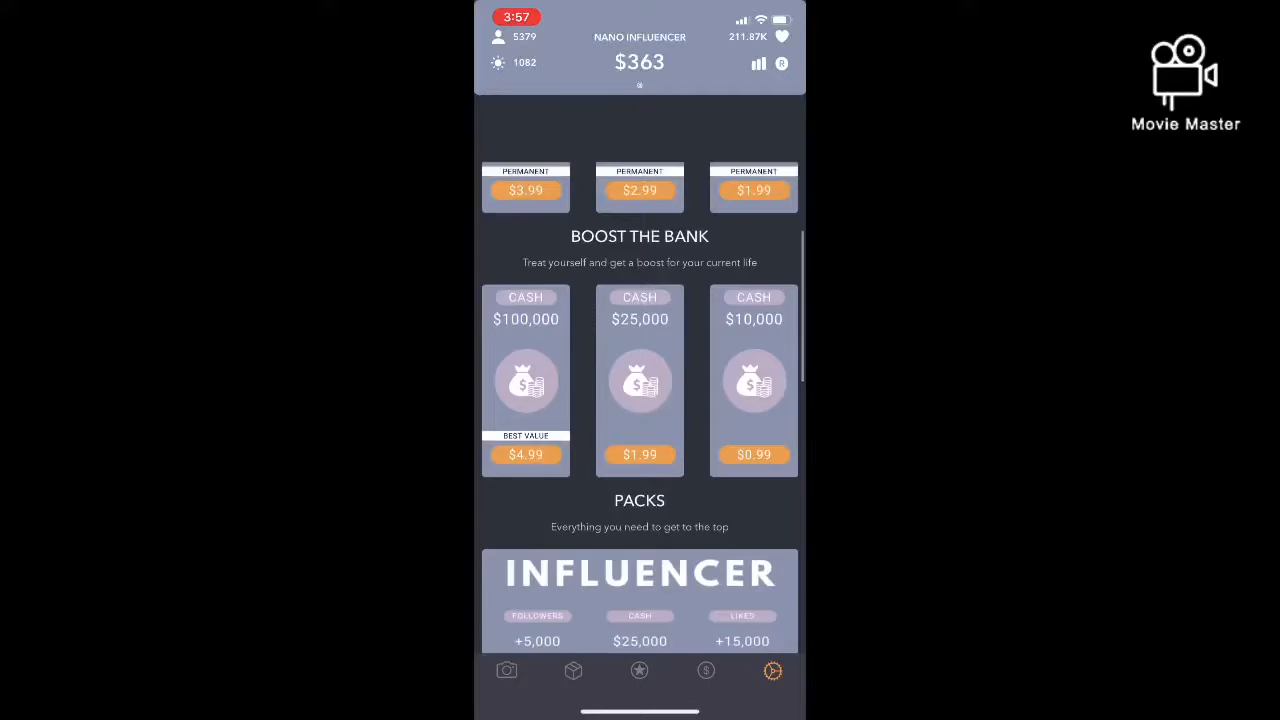 3:57
5379
NANO INFLUENCER
211.87K
1082
$363
R
Movie Master
PERMANENT
PERMANENT
PERMANENT
$3.99
$2.99
$1.99
BOOST THE BANK
Treat yourself and get a boost for your current life
CASH
CASH
CASH
$100,000
$25,000
$10,000
$
$
$
BEST VALUE
$4.99
$1.99
$0.99
PACKS
Everything you need to get to the top
INFLUENCER
FOLLOWERS
CASH
LIKED
+5,000
$25,000
+15,000
$